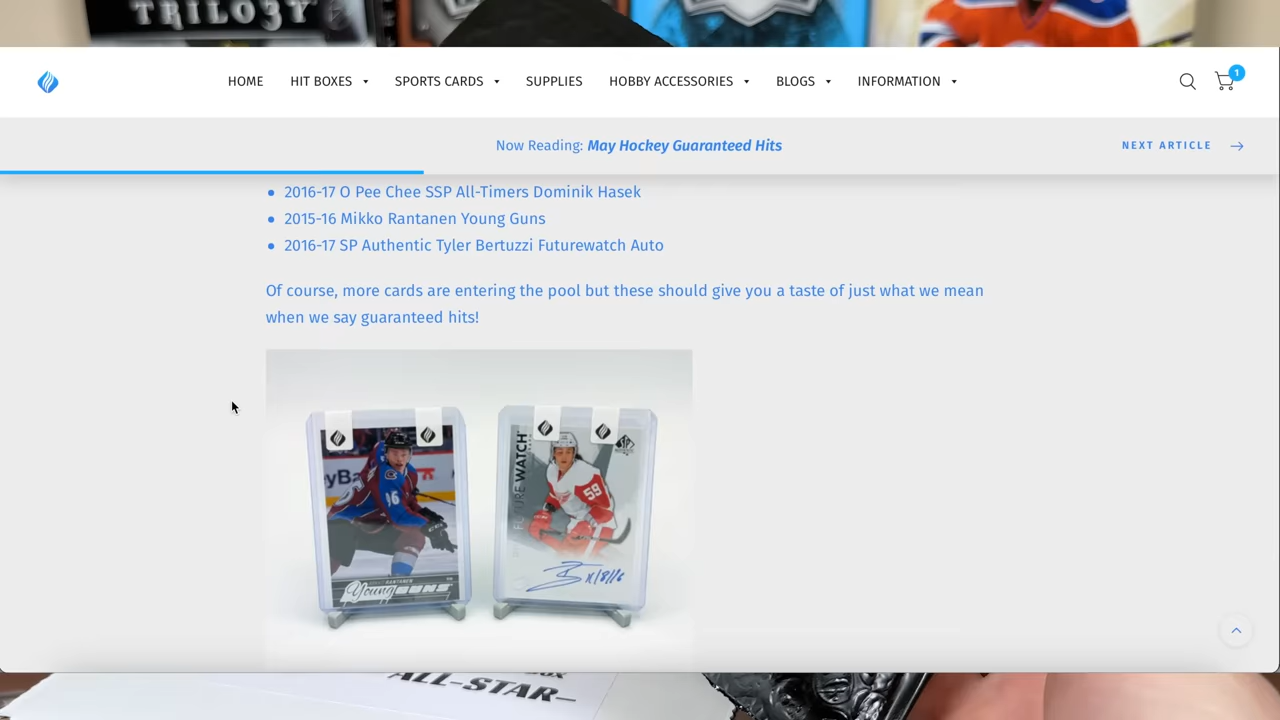 TRILOGY
HOME HIT BOXES SPORTS CARDS SUPPLIES HOBBY ACCESSORIES BLOGS INFORMATION 1
Now Reading: May Hockey Guaranteed Hits NEXT ARTICLE
2016-17 O Pee Chee SSP All-Timers Dominik Hasek
2015-16 Mikko Rantanen Young Guns
2016-17 SP Authentic Tyler Bertuzzi Futurewatch Auto
Of course, more cards are entering the pool but these should give you a taste of just what we mean
when we say guaranteed hits!
96
RANTANEN
Young GUNS
FUTURE WATCH
59
ALL-STAR